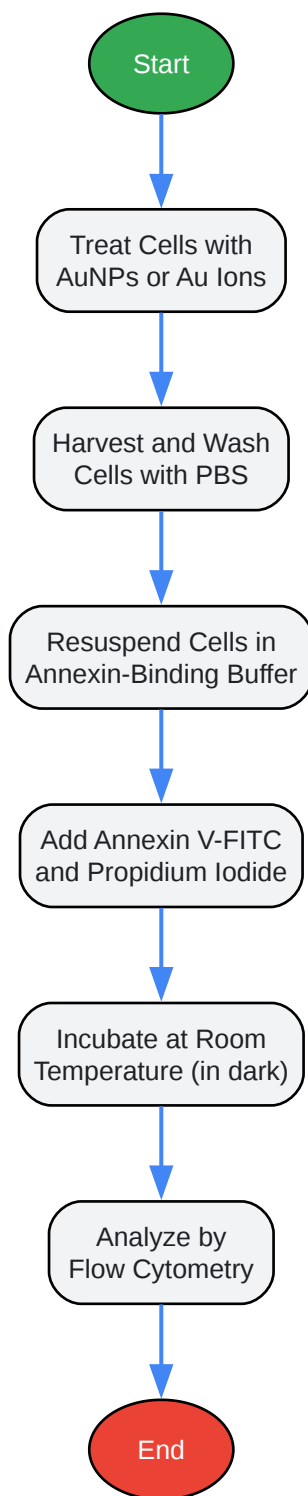 Start
Treat Cells with
AuNPs or Au Ions
Harvest and Wash
Cells with PBS
Resuspend Cells in
Annexin-Binding Buffer
Add Annexin V-FITC
and Propidium Iodide
Incubate at Room
Temperature (in dark)
Analyze by
Flow Cytometry
End